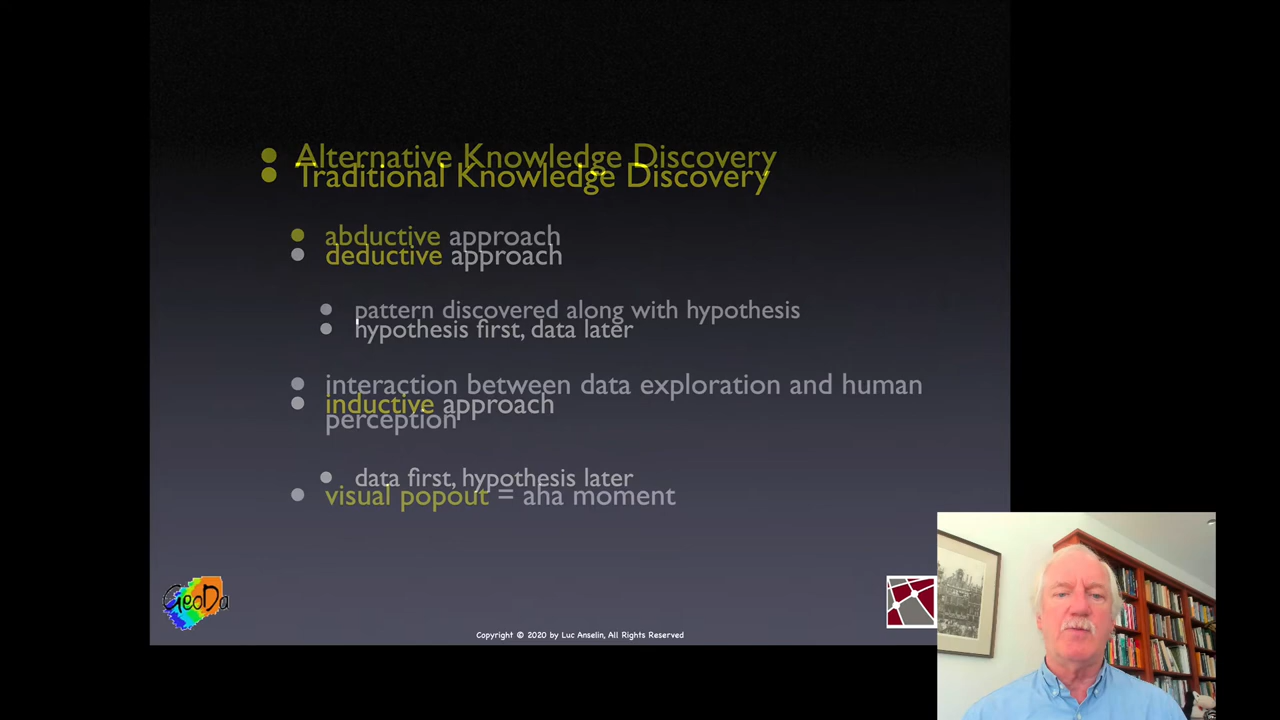 Alternative Knowledge Discovery
Traditional Knowledge Discovery
abductive approach
deductive approach
pattern discovered along with hypothesis
hypothesis first, data later
interaction between data exploration and human
inductive approach
perception
data first, hypothesis later
visual popout = aha moment
GeoDa
Copyright © 2020 by Luc Anselin, All Rights Reserved